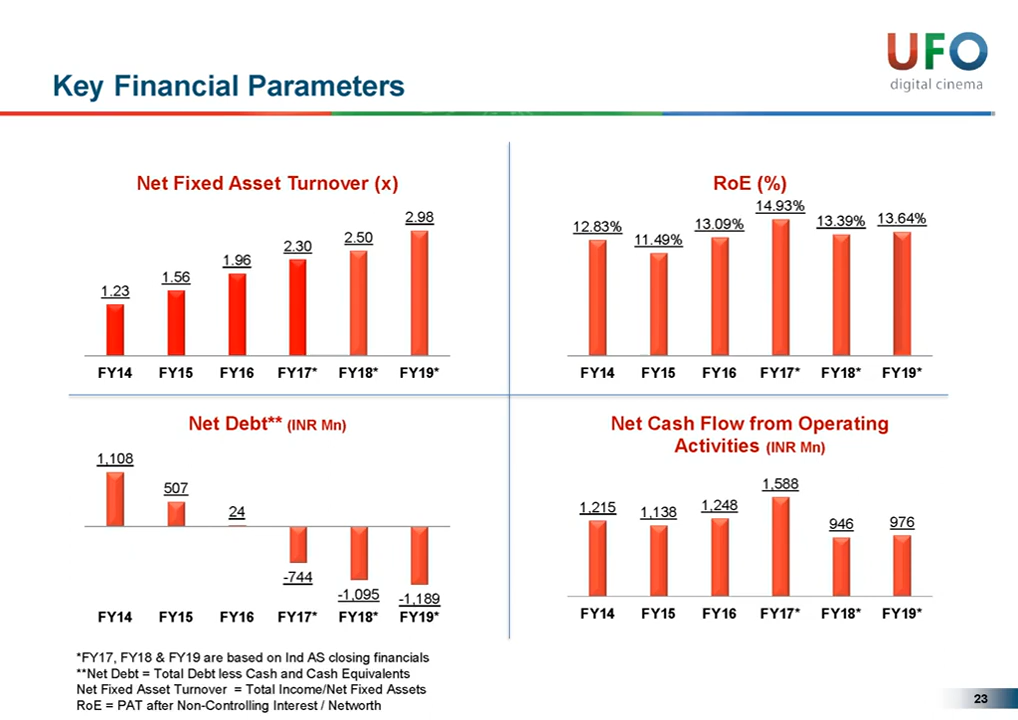 UFO
digital cinema
Key Financial Parameters
Net Fixed Asset Turnover (x)
1.23
1.56
1.96
2.30
2.50
2.98
FY14 FY15 FY16 FY17* FY18* FY19*
RoE (%)
12.83%
11.49%
13.09%
14.93%
13.39%
13.64%
FY14 FY15 FY16 FY17* FY18* FY19*
Net Debt** (INR Mn)
1,108
507
24
-744
-1,095
-1,189
FY14 FY15 FY16 FY17* FY18* FY19*
Net Cash Flow from Operating
Activities (INR Mn)
1,215
1,138
1,248
1,588
946
976
FY14 FY15 FY16 FY17* FY18* FY19*
*FY17, FY18 & FY19 are based on Ind AS closing financials
**Net Debt = Total Debt less Cash and Cash Equivalents
Net Fixed Asset Turnover = Total Income/Net Fixed Assets
RoE = PAT after Non-Controlling Interest / Networth
23